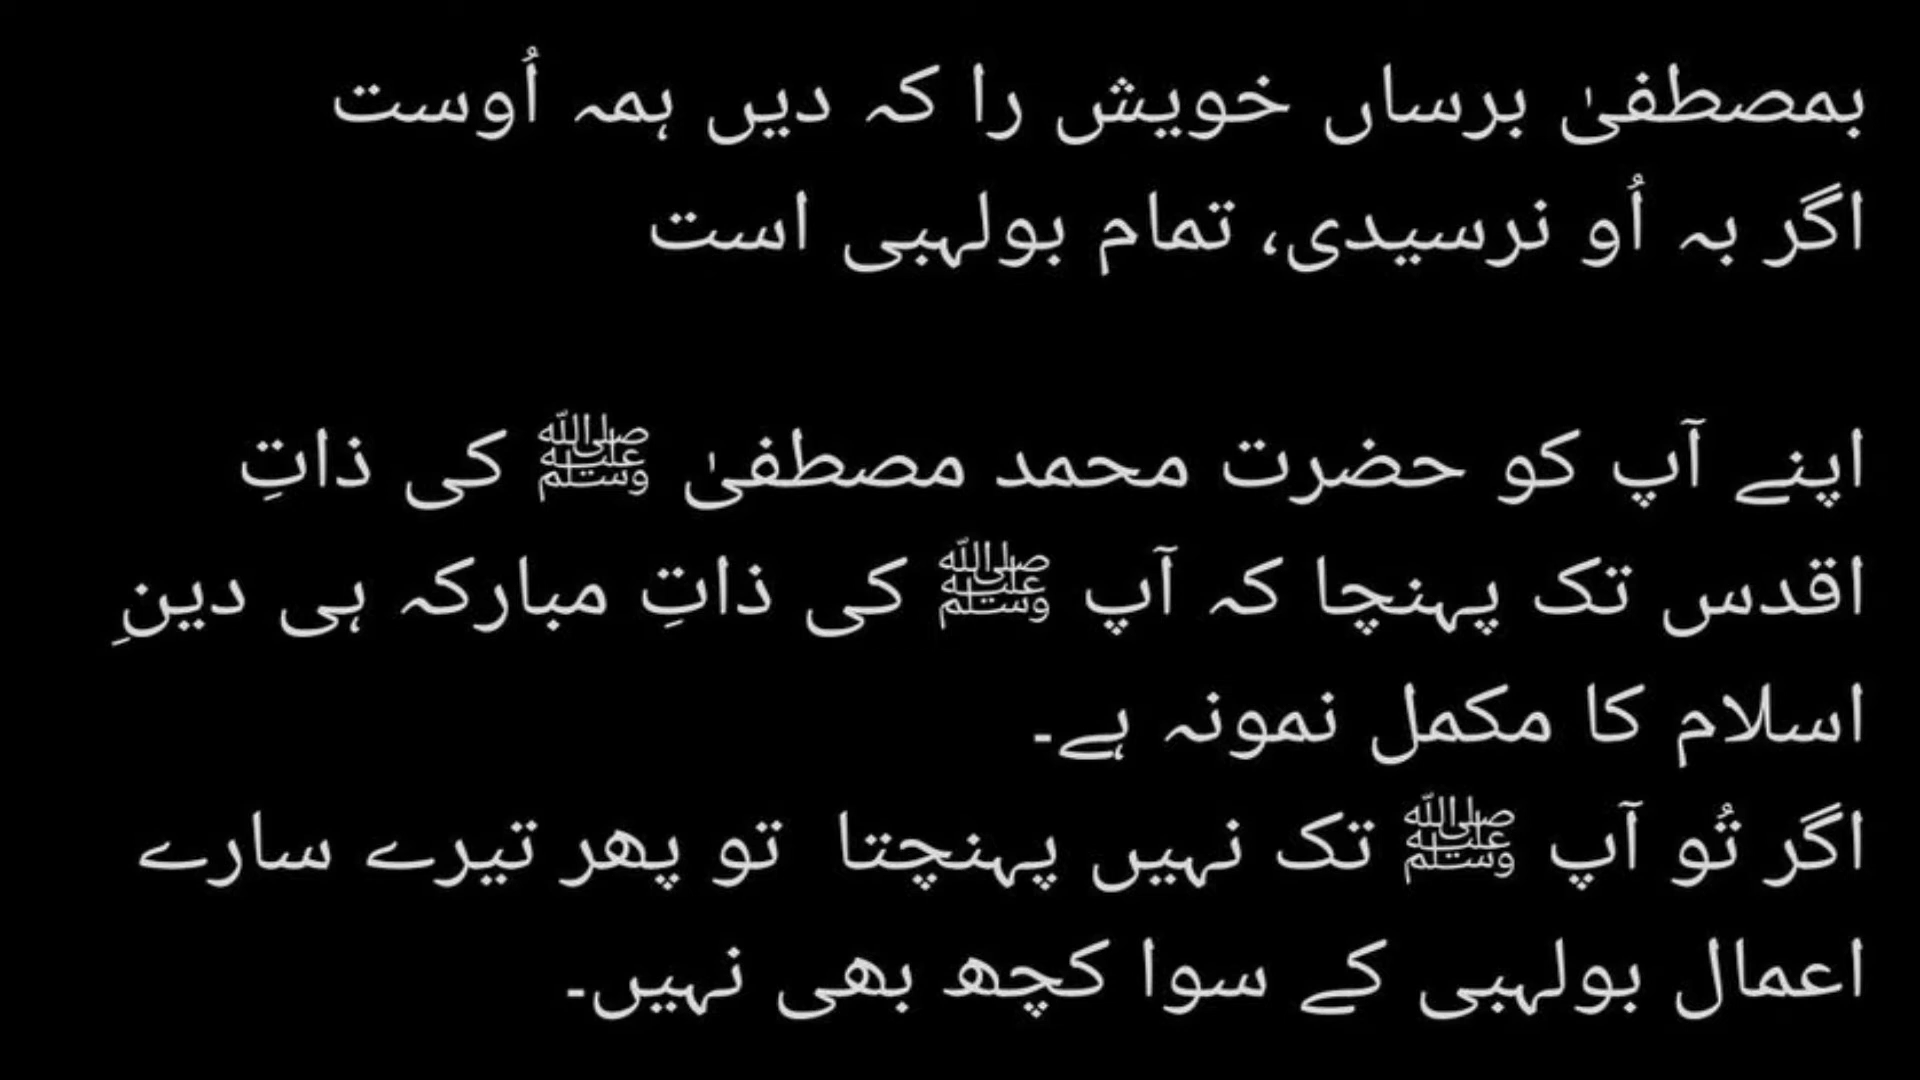 بمصطفیٰ برساں خویش را کہ دیں ہمہ اُوست
اگر بہ اُو نرسیدی، تمام بولہبی است
اپنے آپ کو حضرت محمد مصطفیٰ ﷺ کی ذاتِ
اقدس تک پہنچا کہ آپ ﷺ کی ذاتِ مبارکہ ہی دینِ
اسلام کا مکمل نمونہ ہے۔
اگر تُو آپ ﷺ تک نہیں پہنچتا تو پھر تیرے سارے
اعمال بولہبی کے سوا کچھ بھی نہیں۔